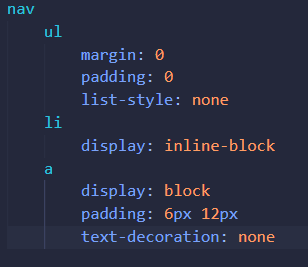 nav
    ul
        margin: 0
        padding: 0
        list-style: none
    li
        display: inline-block
    a
        display: block
        padding: 6px 12px
        text-decoration: none